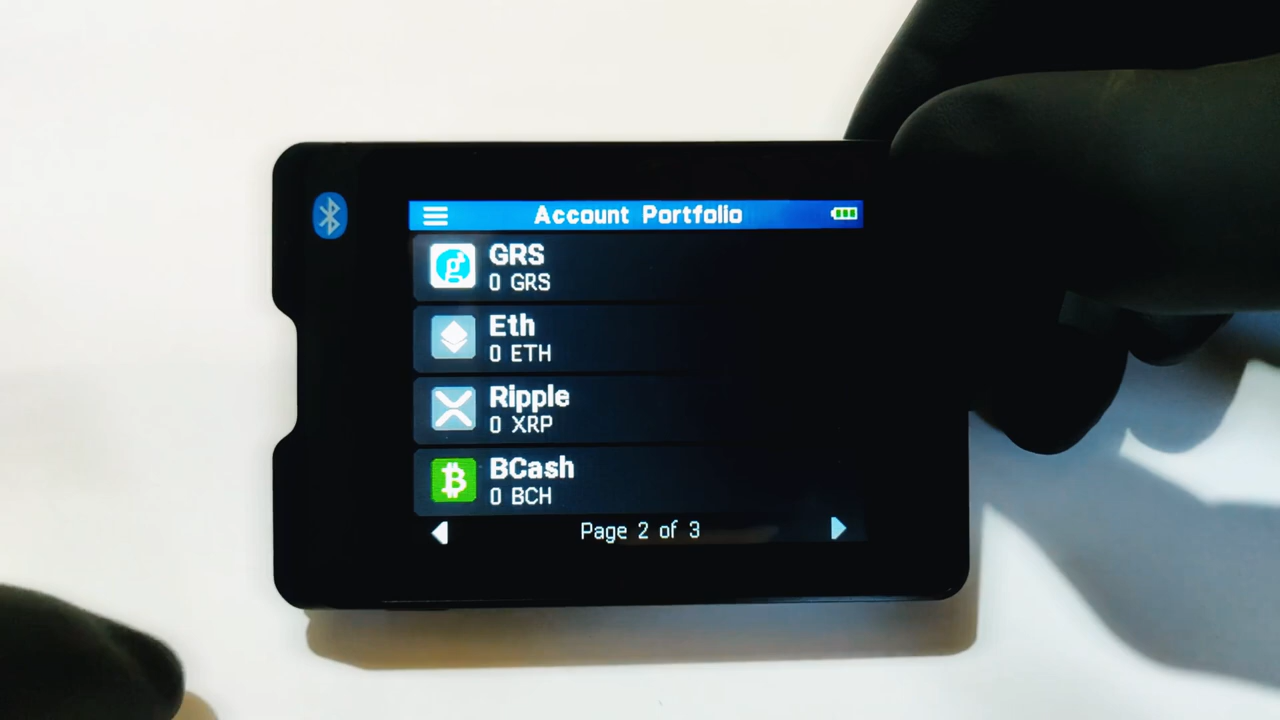 Account Portfolio
GRS
0 GRS
Eth
0 ETH
Ripple
0 XRP
BCash
0 BCH
Page 2 of 3